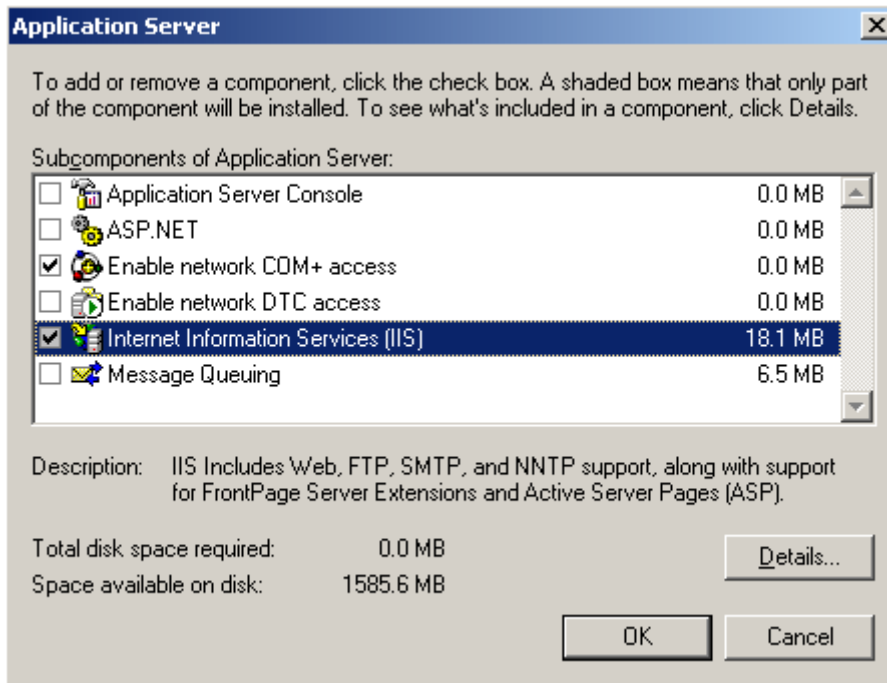 Application Server
To add or remove a component, click the check box. A shaded box means that only part
of the component will be installed. To see what's included in a component, click Details.
Subcomponents of Application Server:
Application Server Console 0.0 MB
ASP.NET 0.0 MB
Enable network COM+ access 0.0 MB
Enable network DTC access 0.0 MB
Internet Information Services (IIS) 18.1 MB
Message Queuing 6.5 MB
Description: IIS Includes Web, FTP, SMTP, and NNTP support, along with support
for FrontPage Server Extensions and Active Server Pages (ASP).
Total disk space required: 0.0 MB
Space available on disk: 1585.6 MB
Details...
OK Cancel